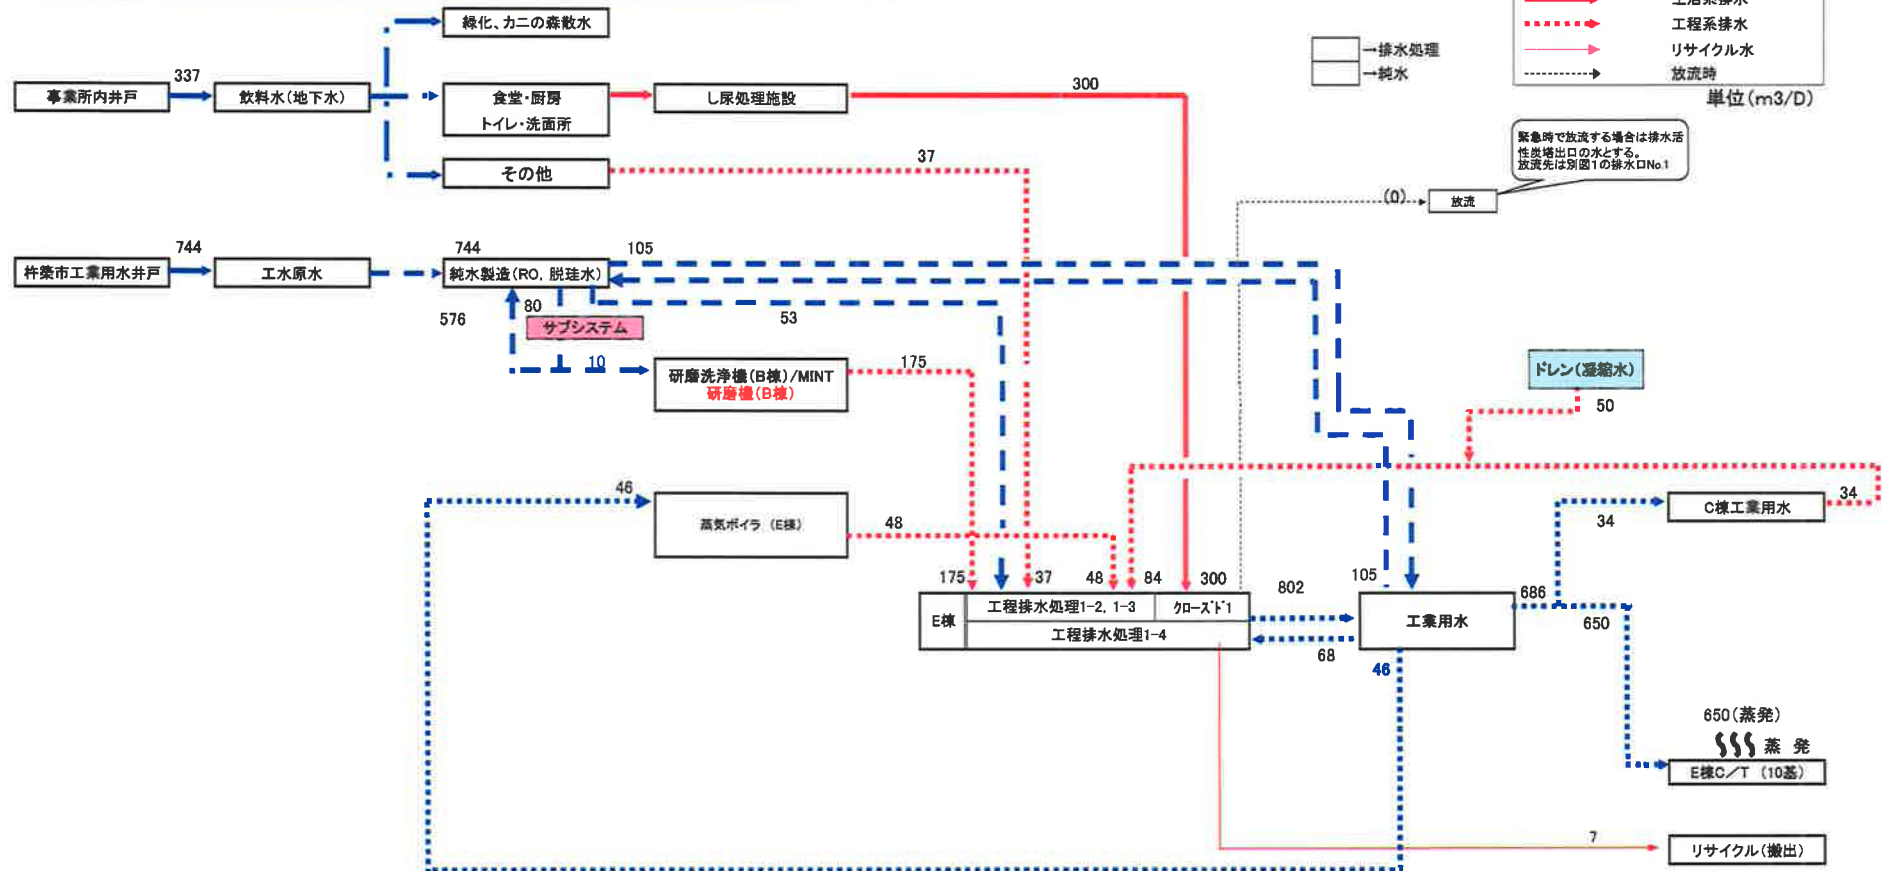 緑化、カニの森散水
生活系排水
工程系排水
リサイクル水
放流時
単位(m3/D)
→排水処理
→純水
事業所内井戸
337
飲料水(地下水)
食堂・厨房
トイレ・洗面所
し尿処理施設
300
その他
37
緊急時で放流する場合は排水活
性炭塔出口の水とする。
放流先は別図1の排水口No.1
(0)
放流
杵築市工業用水井戸
744
工水原水
744
純水製造(RO, 脱珪水)
105
576
80
サブシステム
53
10
研磨洗浄機(B棟)/MINT
研磨機(B棟)
175
ドレン(凝縮水)
50
46
蒸気ボイラ (E棟)
48
C棟工業用水
34
34
175
37
48
84
300
802
105
686
E棟
工程排水処理1-2, 1-3
クローズド1
工程排水処理1-4
工業用水
650
68
46
650(蒸発)
蒸 発
E棟C/T (10基)
7
リサイクル(搬出)